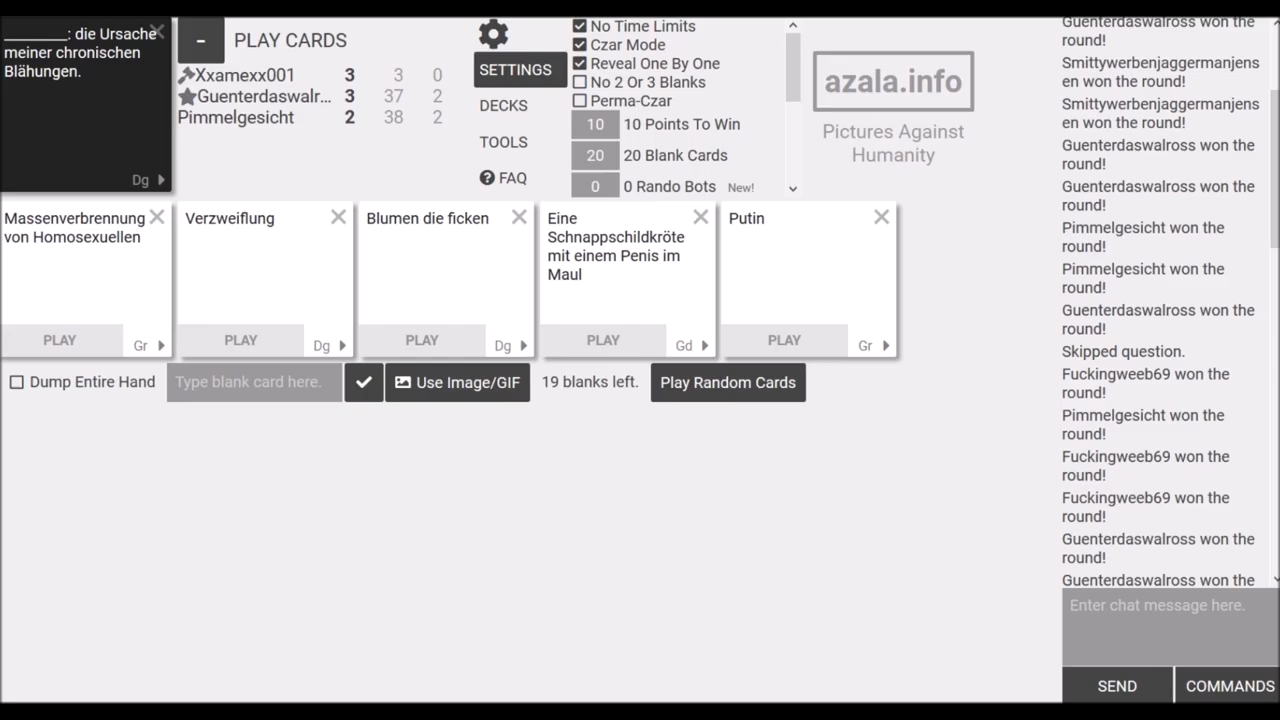 ________: die Ursache
meiner chronischen
Blähungen.
Dg
-
PLAY CARDS
Xxamexx001 3 3 0
Guenterdaswalr... 3 37 2
Pimmelgesicht 2 38 2
SETTINGS
DECKS
TOOLS
FAQ
No Time Limits
Czar Mode
Reveal One By One
No 2 Or 3 Blanks
Perma-Czar
10 10 Points To Win
20 20 Blank Cards
0 0 Rando Bots New!
azala.info
Pictures Against
Humanity
Massenverbrennung
von Homosexuellen
PLAY
Gr
Verzweiflung
PLAY
Dg
Blumen die ficken
PLAY
Dg
Eine
Schnappschildkröte
mit einem Penis im
Maul
PLAY
Gd
Putin
PLAY
Gr
Dump Entire Hand
Type blank card here.
Use Image/GIF
19 blanks left.
Play Random Cards
Guenterdaswalross won the
round!
Smittywerbenjaggermanjens
en won the round!
Smittywerbenjaggermanjens
en won the round!
Guenterdaswalross won the
round!
Guenterdaswalross won the
round!
Pimmelgesicht won the
round!
Pimmelgesicht won the
round!
Guenterdaswalross won the
round!
Skipped question.
Fuckingweeb69 won the
round!
Pimmelgesicht won the
round!
Fuckingweeb69 won the
round!
Fuckingweeb69 won the
round!
Guenterdaswalross won the
round!
Guenterdaswalross won the
Enter chat message here.
SEND
COMMANDS